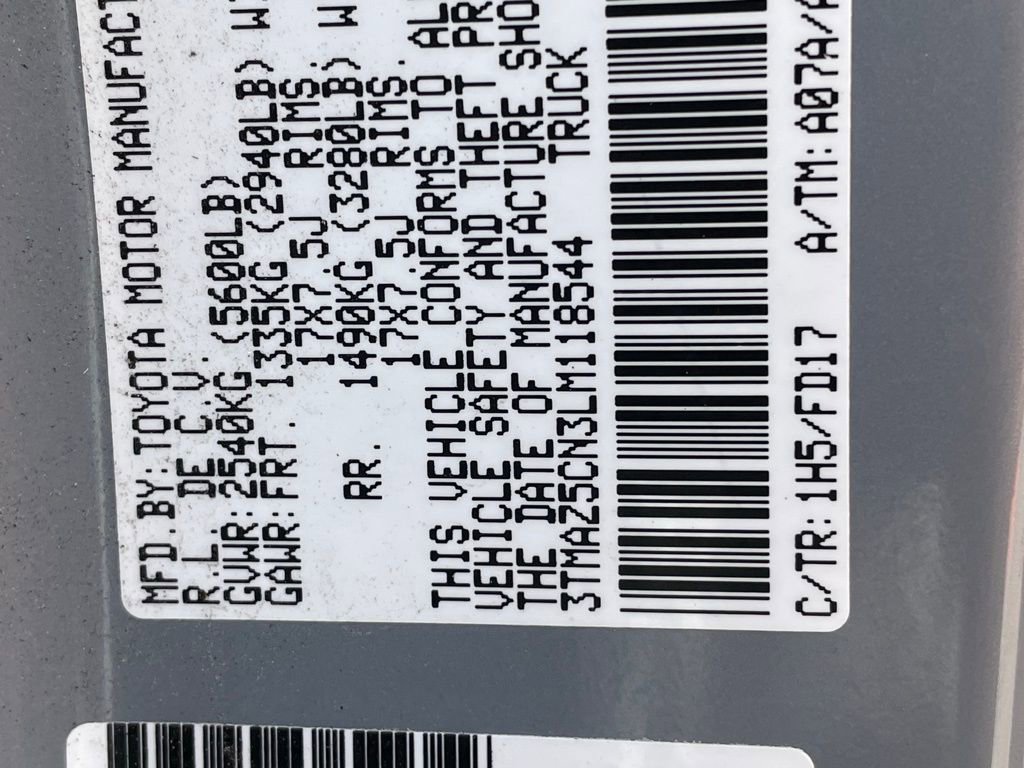 MFD.BY:TOYOTA MOTOR MANUFACT
R.L. DE C.V.
GVWR:2540KG (5600LB)
GAWR:FRT. 1335KG (2940LB) WI
17X7.5J RIMS
RR. 1490KG (3280LB) W
17X7.5J RIMS.
THIS VEHICLE CONFORMS TO AL
VEHICLE SAFETY AND THEFT PR
THE DATE OF MANUFACTURE SHO
3TMAZ5CN3LM118544 TRUCK
C/TR:1H5/FD17 A/TM:A07A/A